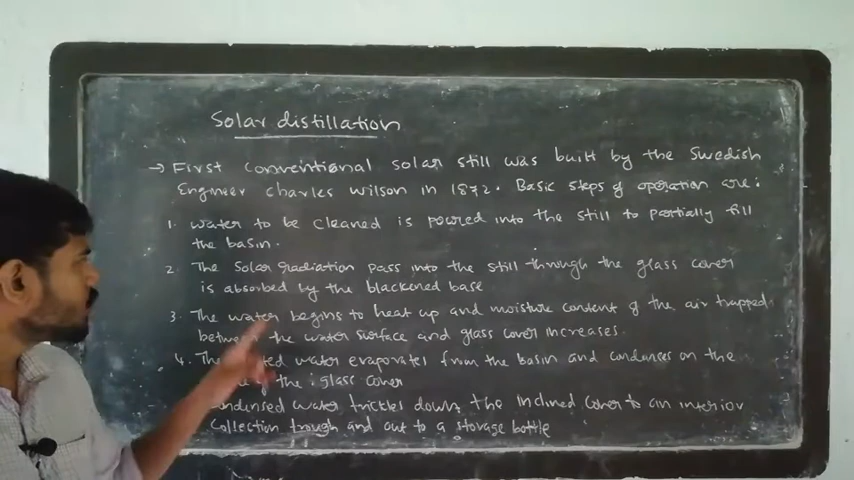 Solar distillation
→ First conventional solar still was built by the Swedish
Engineer charles wilson in 1872. Basic steps of operation are:
1. Water to be cleaned is poured into the still to partially fill
the basin.
2. The Solar radiation pass into the still through the glass cover
is absorbed by the blackened base
3. The water begins to heat up and moisture content of the air trapped
between the water surface and glass cover increases.
4. The water evaporates from the basin and condenses on the
of the glass cover
water trickles down the inclined cover to an interior
collection trough and out to a storage bottle